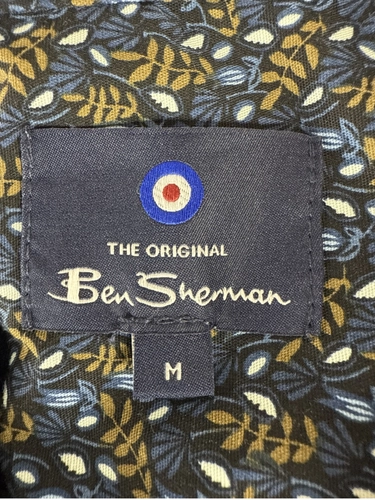 THE ORIGINAL
Ben Sherman
M